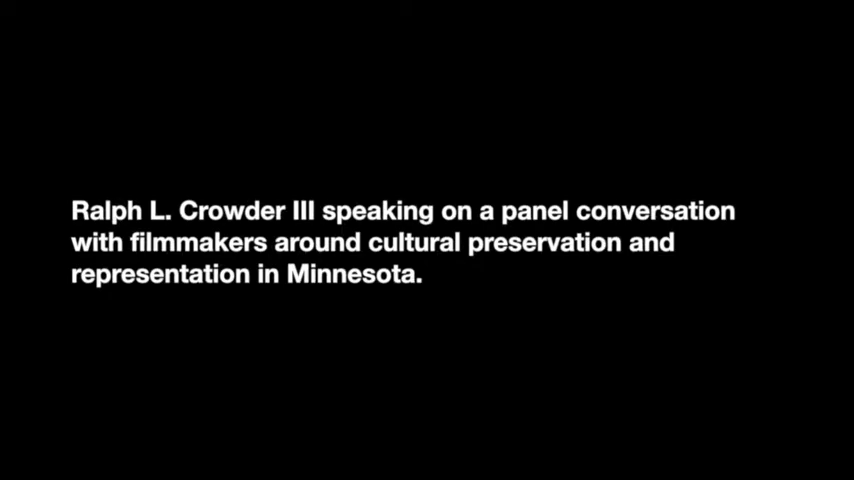 Ralph L. Crowder III speaking on a panel conversation
with filmmakers around cultural preservation and
representation in Minnesota.